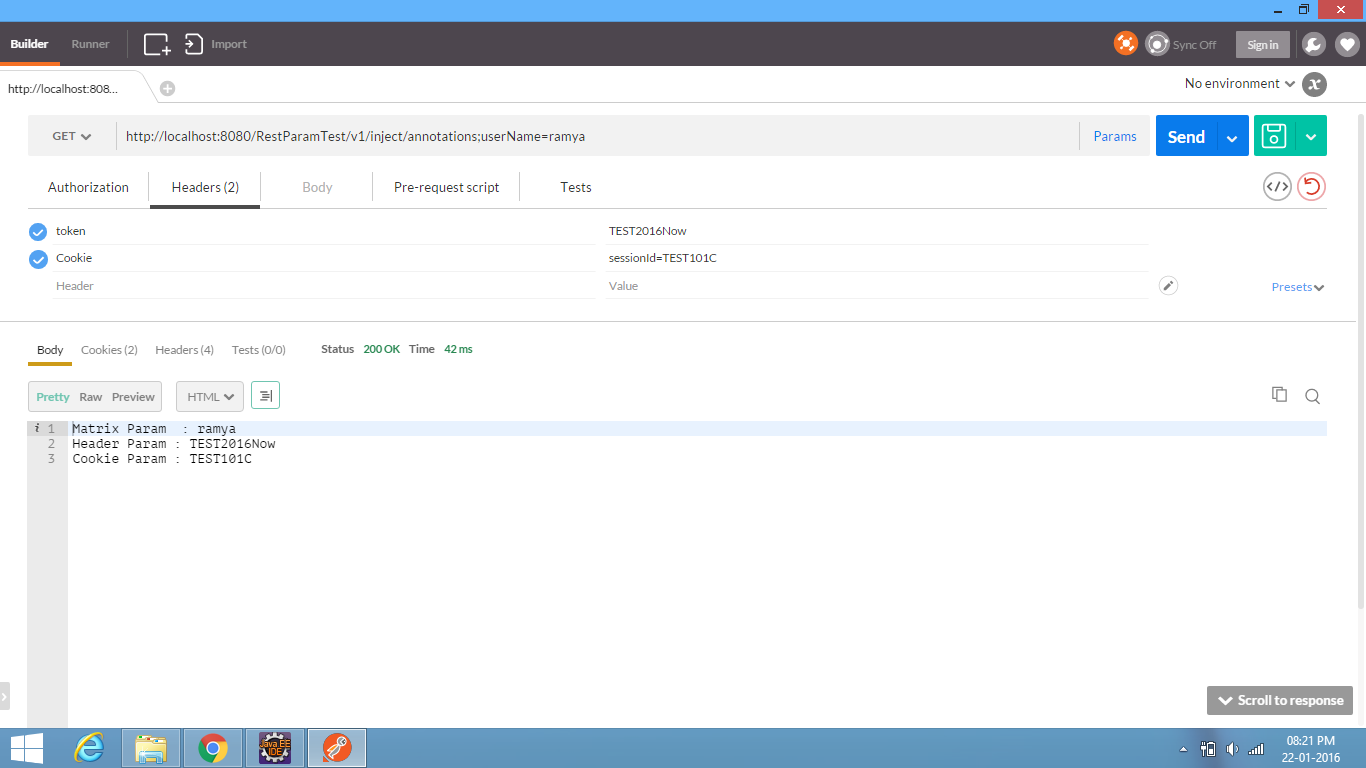 Builder Runner Import Sync Off Sign in
http://localhost:808... No environment x
GET http://localhost:8080/RestParamTest/v1/inject/annotations;userName=ramya Params Send
Authorization Headers (2) Body Pre-request script Tests </>
token TEST2016Now
Cookie sessionId=TEST101C
Header Value Presets
Body Cookies (2) Headers (4) Tests (0/0) Status 200 OK Time 42 ms
Pretty Raw Preview HTML
i 1 Matrix Param  : ramya
2 Header Param : TEST2016Now
3 Cookie Param : TEST101C
Scroll to response
Java EE
IDE
08:21 PM
22-01-2016